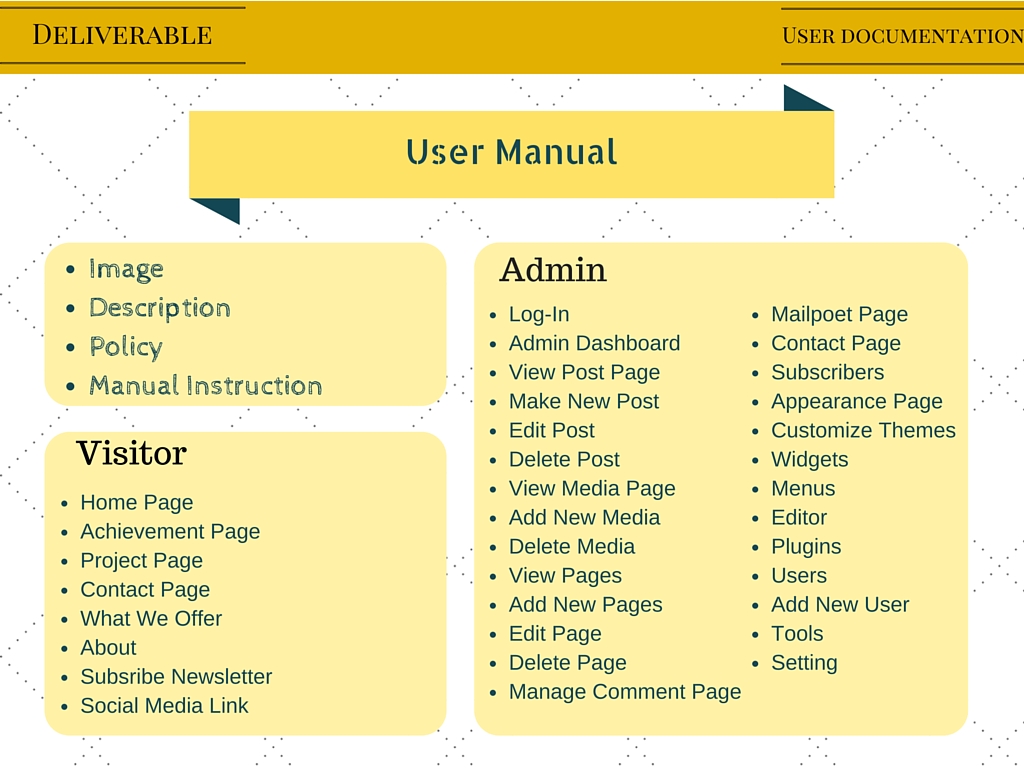 DELIVERABLE
USER DOCUMENTATION
User Manual
Image
Description
Policy
Manual Instruction
Visitor
Home Page
Achievement Page
Project Page
Contact Page
What We Offer
About
Subsribe Newsletter
Social Media Link
Admin
Log-In
Admin Dashboard
View Post Page
Make New Post
Edit Post
Delete Post
View Media Page
Add New Media
Delete Media
View Pages
Add New Pages
Edit Page
Delete Page
Manage Comment Page
Mailpoet Page
Contact Page
Subscribers
Appearance Page
Customize Themes
Widgets
Menus
Editor
Plugins
Users
Add New User
Tools
Setting